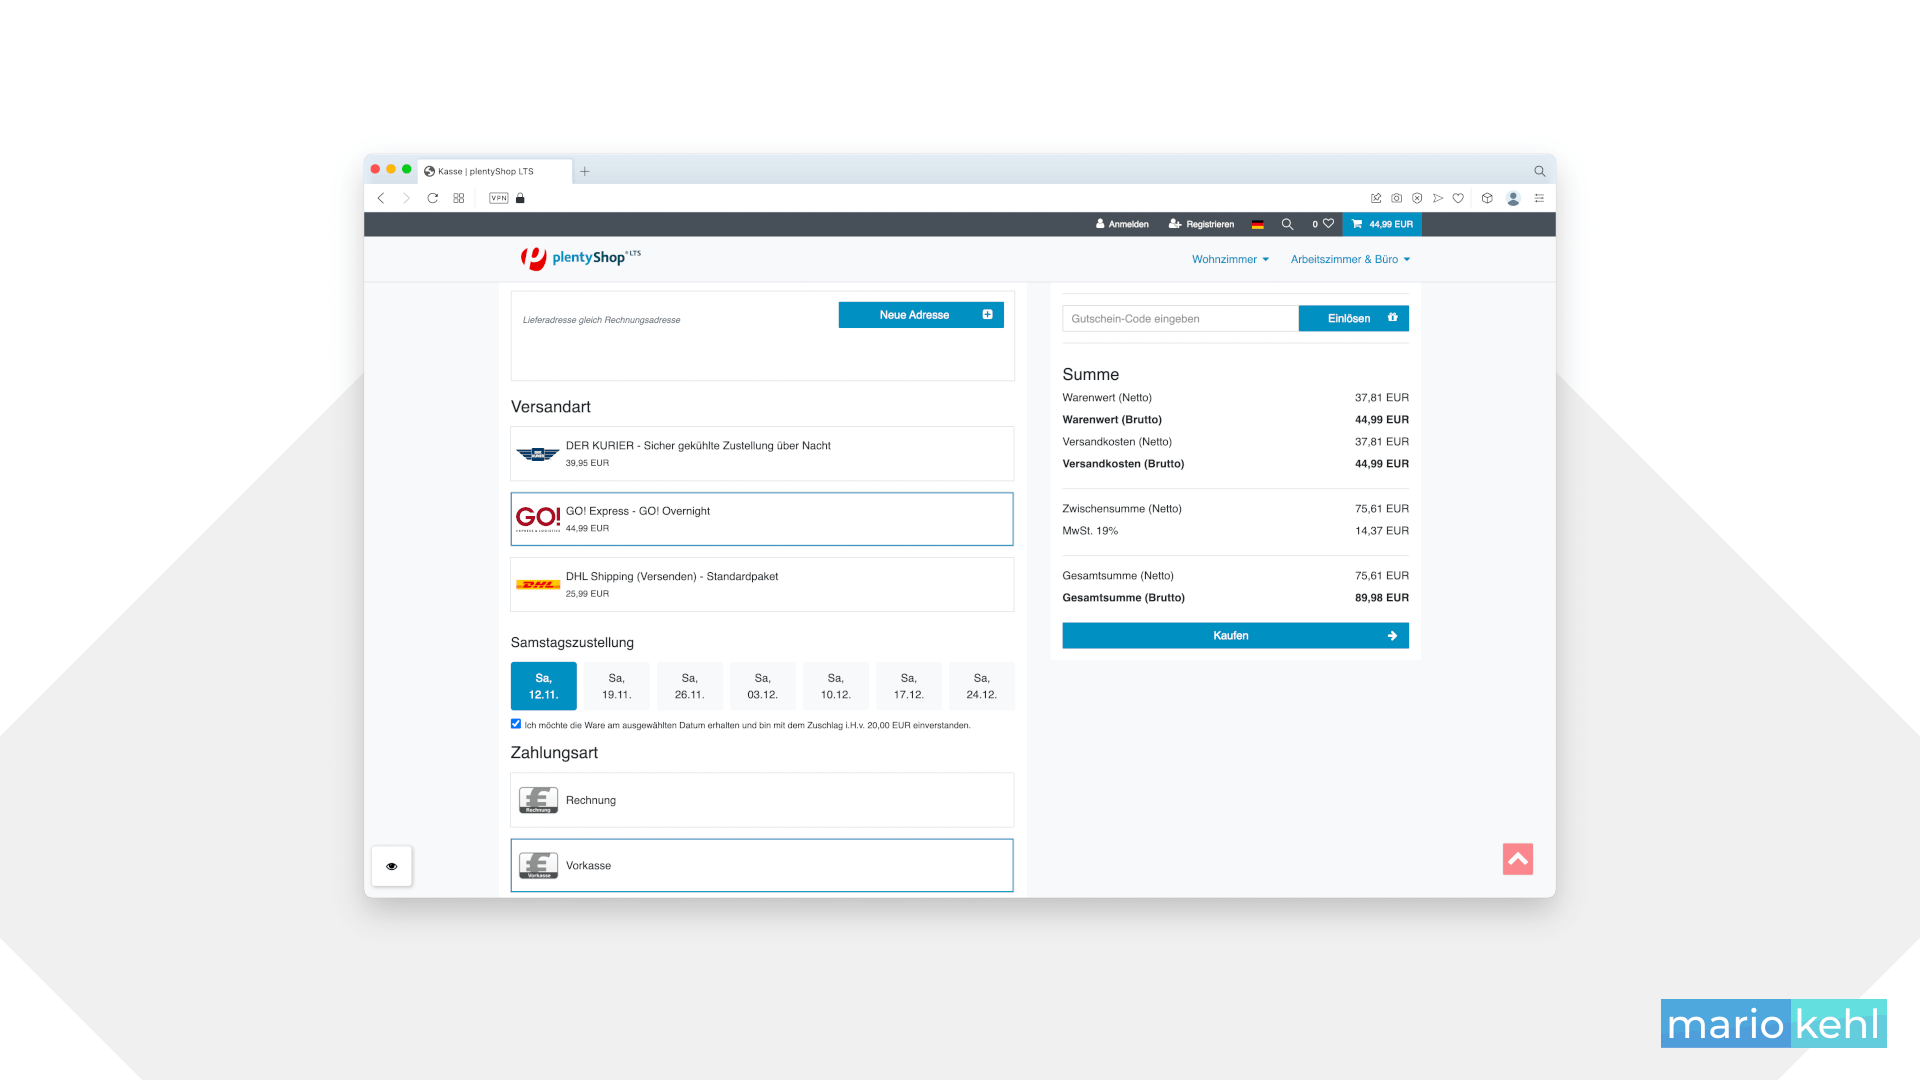 Kasse | plentyShop LTS
VPN
Anmelden
Registrieren
0
44,99 EUR
plentyShop LTS
Wohnzimmer
Arbeitszimmer & Büro
Lieferadresse gleich Rechnungsadresse
Neue Adresse
Versandart
DER KURIER - Sicher gekühlte Zustellung über Nacht
39,95 EUR
GO!
GO! Express - GO! Overnight
44,99 EUR
DHL
DHL Shipping (Versenden) - Standardpaket
25,99 EUR
Samstagszustellung
Sa, 12.11.
Sa, 19.11.
Sa, 26.11.
Sa, 03.12.
Sa, 10.12.
Sa, 17.12.
Sa, 24.12.
Ich möchte die Ware am ausgewählten Datum erhalten und bin mit dem Zuschlag i.H.v. 20,00 EUR einverstanden.
Zahlungsart
Rechnung
Rechnung
Vorkasse
Vorkasse
Gutschein-Code eingeben
Einlösen
Summe
Warenwert (Netto) 37,81 EUR
Warenwert (Brutto) 44,99 EUR
Versandkosten (Netto) 37,81 EUR
Versandkosten (Brutto) 44,99 EUR
Zwischensumme (Netto) 75,61 EUR
MwSt. 19% 14,37 EUR
Gesamtsumme (Netto) 75,61 EUR
Gesamtsumme (Brutto) 89,98 EUR
Kaufen
mario kehl